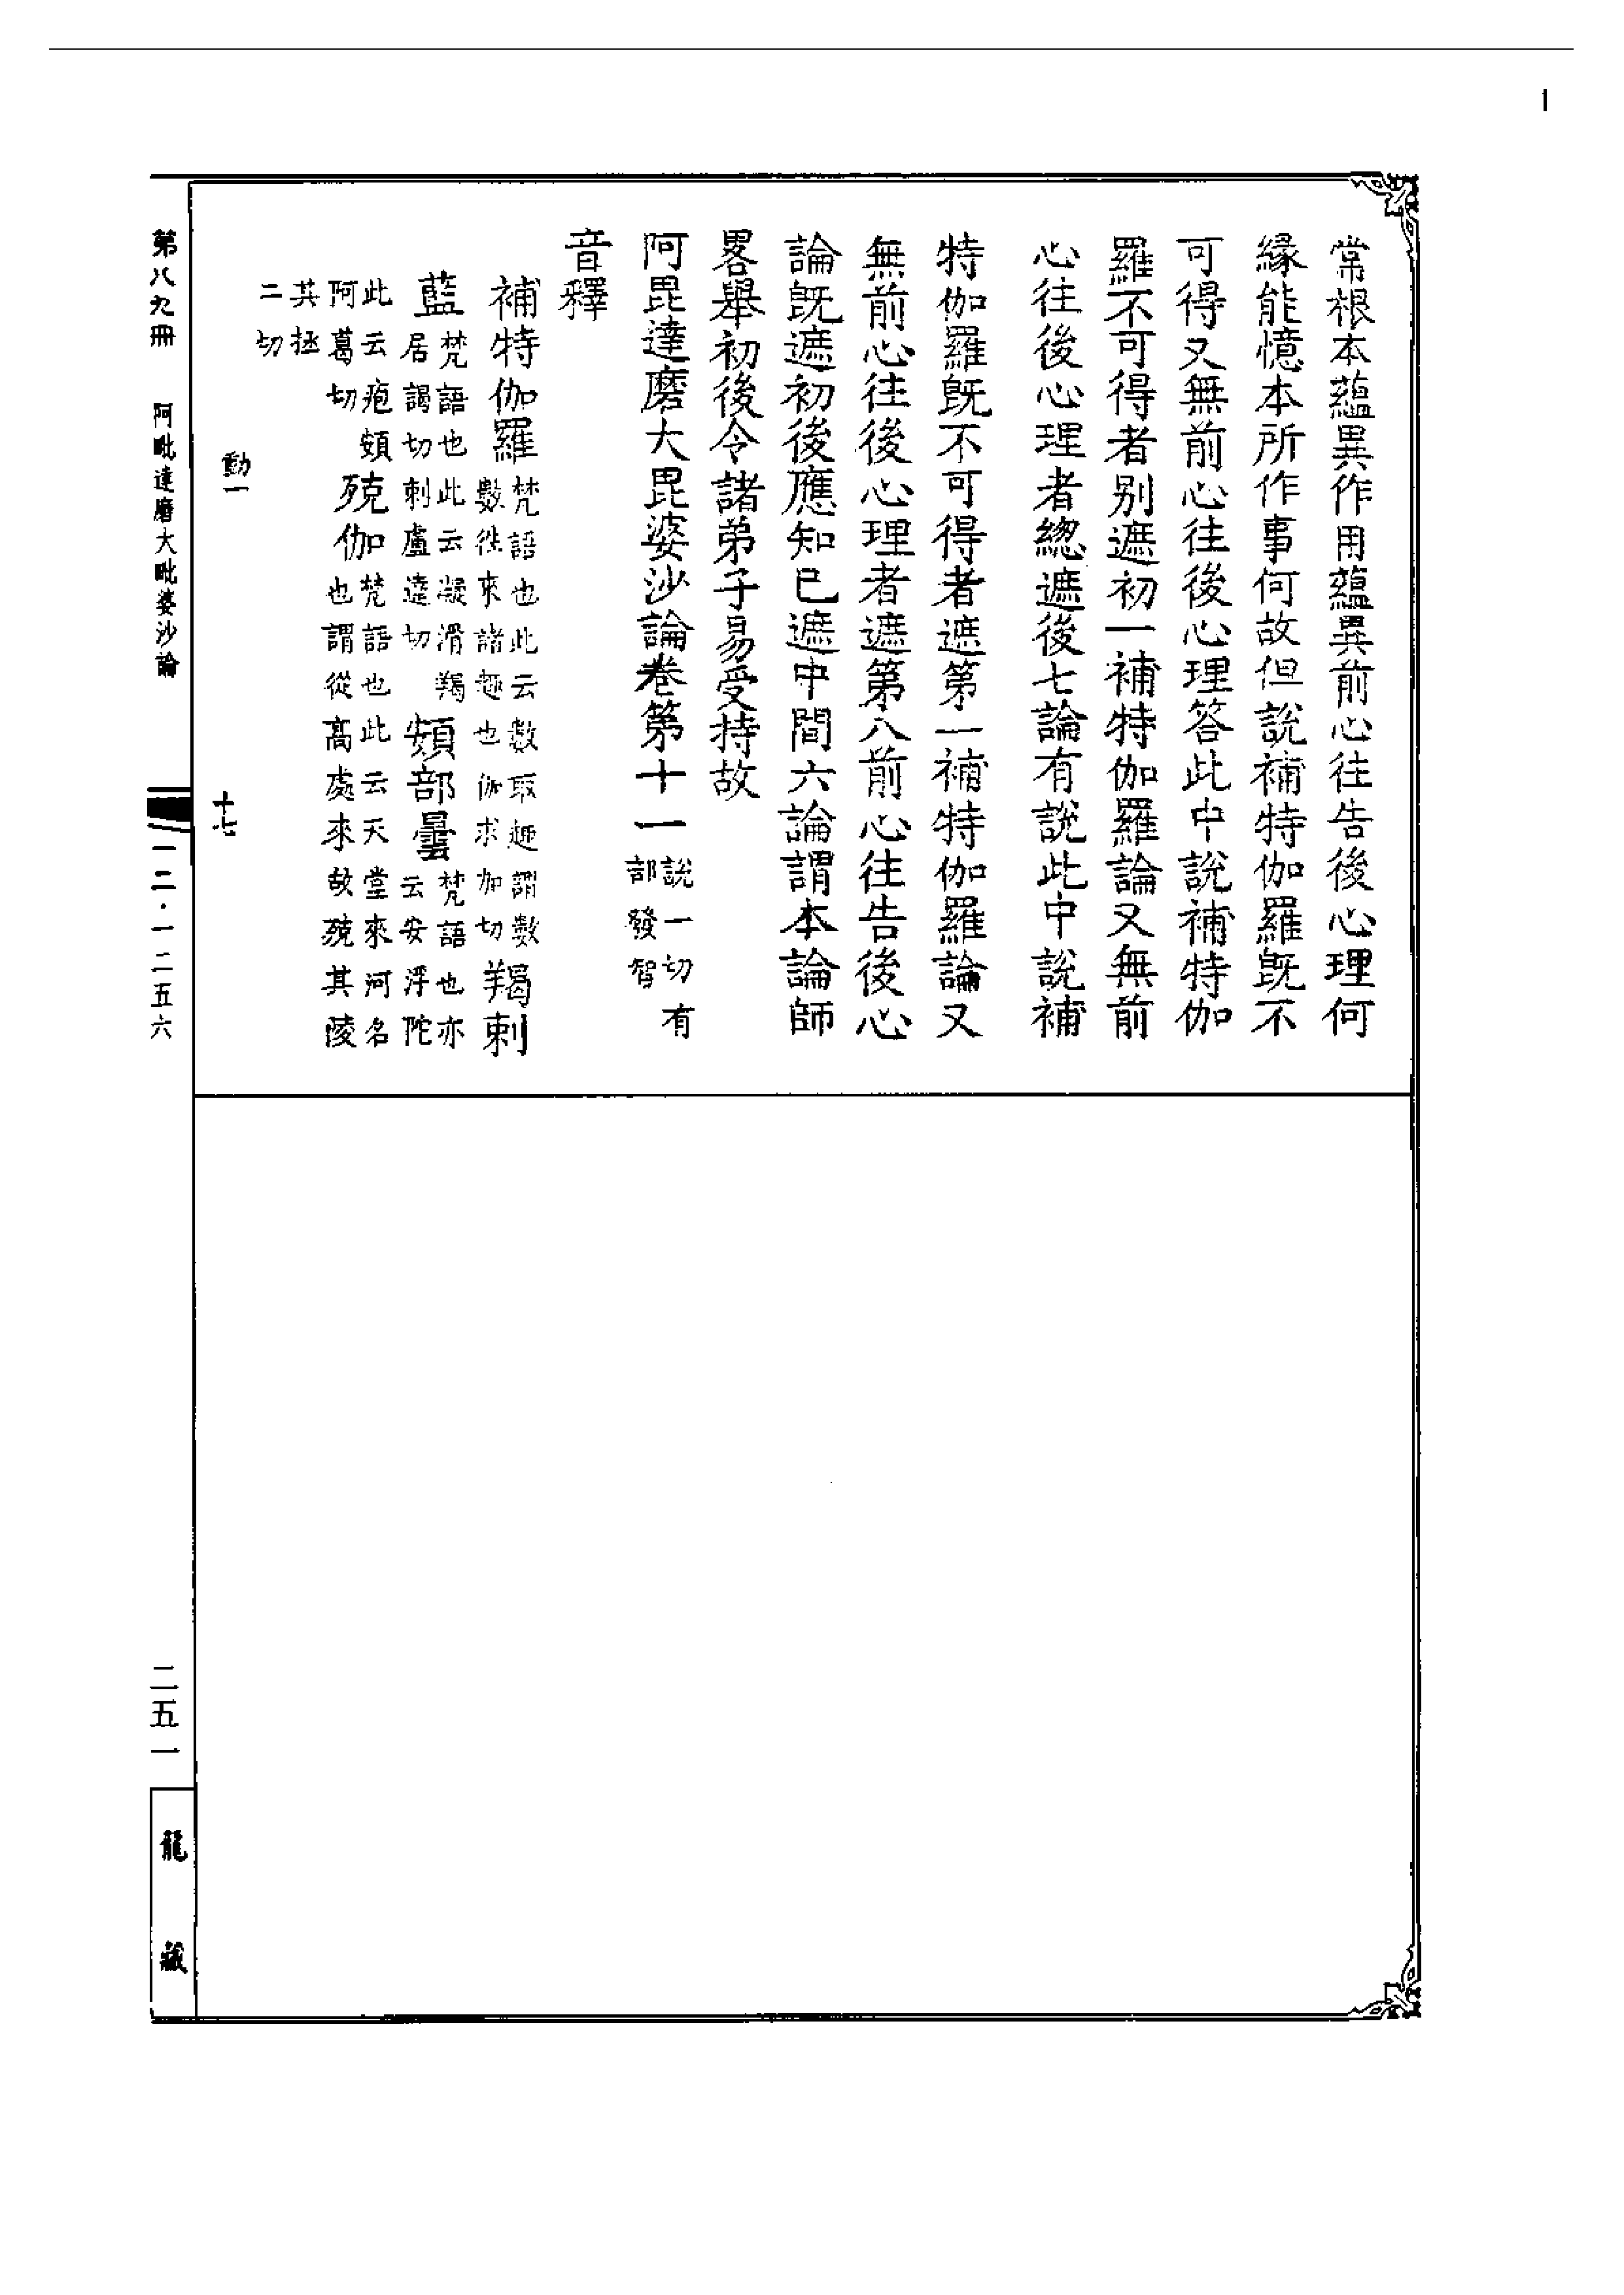 常根本蘊異作用蘊異前心往告後心理何
緣能憶本所作事何故但說補特伽羅旣不
可得又無前心往後心理答此中說補特伽
羅不可得者别遮初一補特伽羅論又無前
心往後心理者總遮後七論有說此中說補
特伽羅旣不可得者遮第一補特伽羅論又
無前心往後心理者遮第八前心往告後心
論旣遮初後應知已遮中間六論謂本論師
畧舉初後令諸弟子易受持故
阿毘達磨大毘婆沙論卷第十一 說一切有部發智
音釋
補特伽羅 梵語也此云數取趣謂數數徃來諸趣也伽求加切 羯剌
藍 梵語也此云凝滑羯居謁切剌盧達切 頞部曇 梵語也亦云安浮陀
此云疱頞阿葛切 殑伽 梵語也此云天堂來河名也謂從高處來故殑其陵
其拯二切
動一
十七
第八九冊 阿毗達磨大毗婆沙論
一二·一二五六
二五一
龍藏